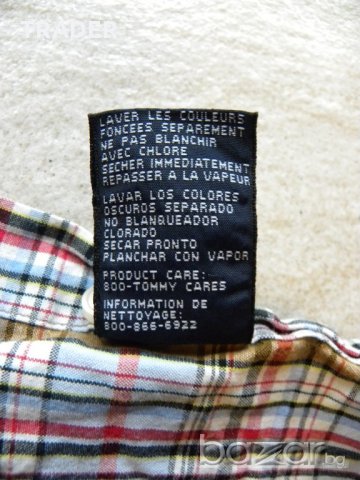 TRADER
LAVER LES COULEURS
FONCEES SEPAREMENT
NE PAS BLANCHIR
AVEC CHLORE
SECHER IMMEDIATEMENT
REPASSER A LA VAPEUR
LAVAR LOS COLORES
OSCUROS SEPARADO
NO BLANQUEADOR
CLORADO
SECAR PRONTO
PLANCHAR CON VAPOR
PRODUCT CARE:
800-TOMMY CARES
INFORMATION DE
NETTOYAGE:
800-866-6922
bazar.bg